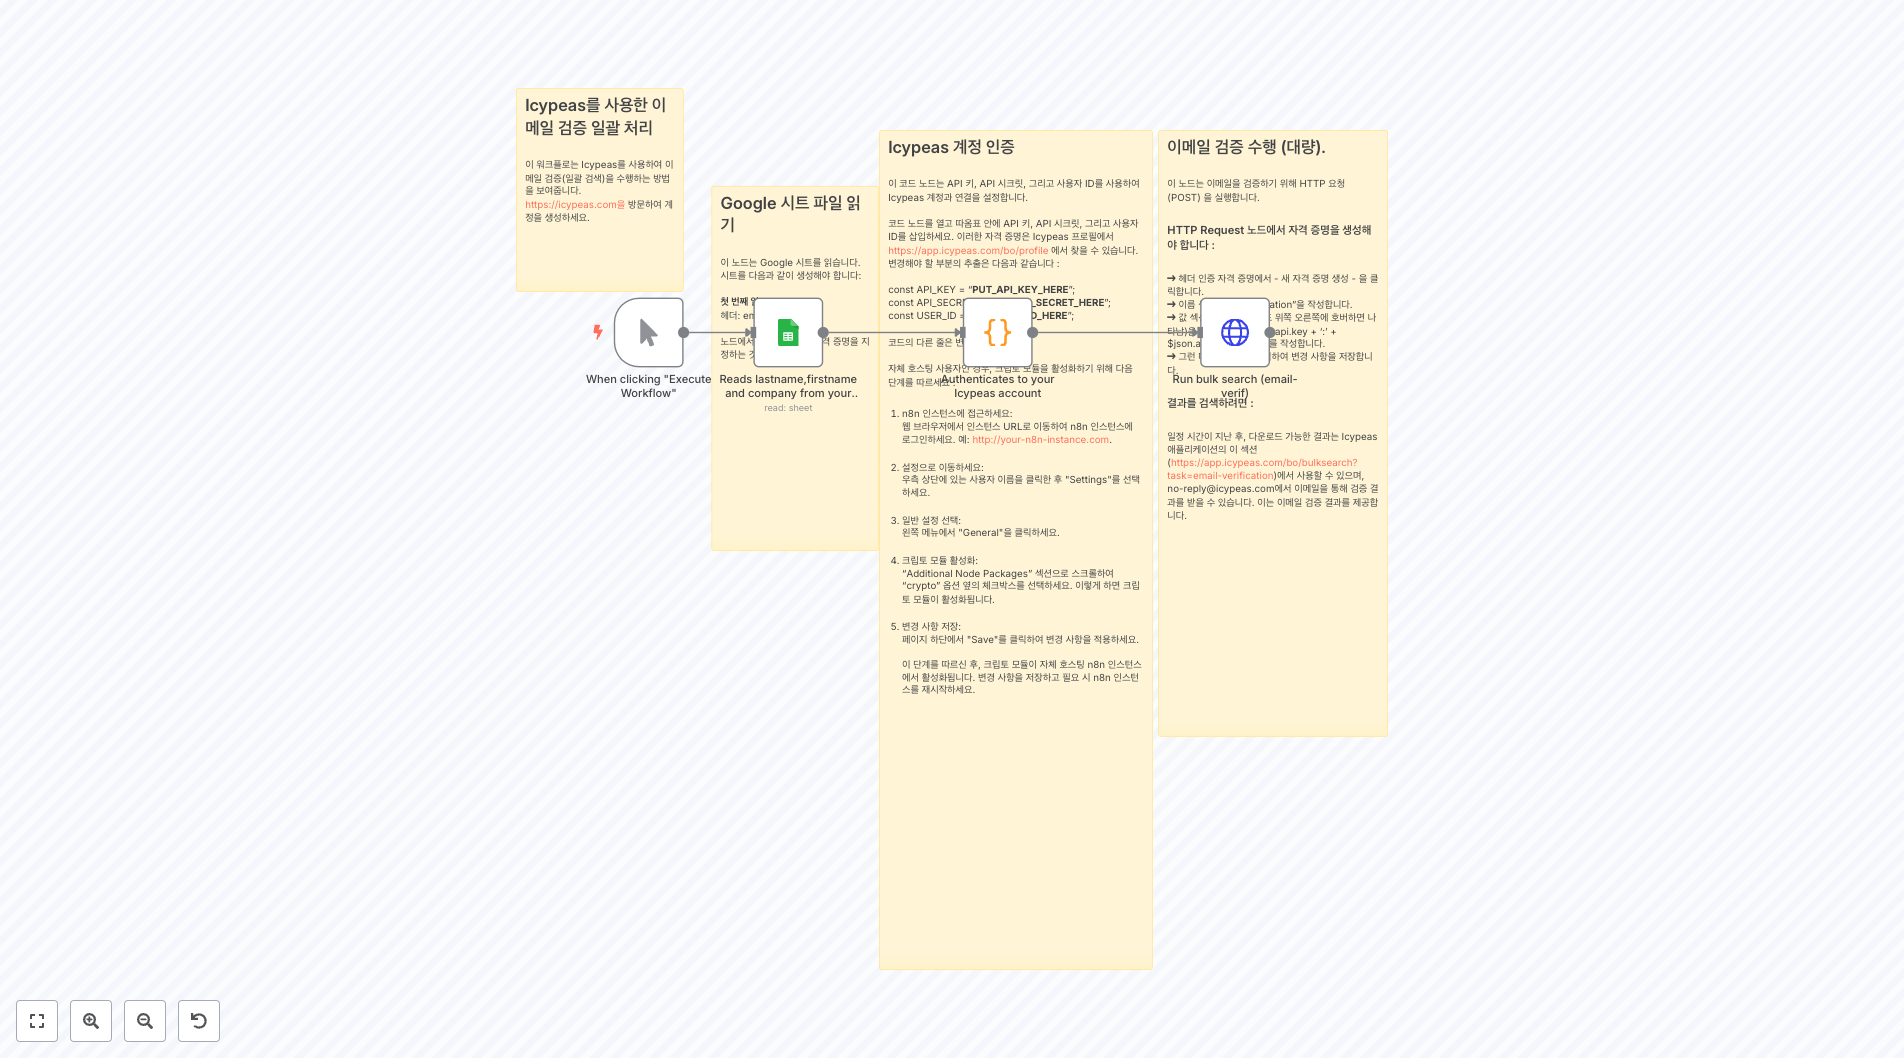 Icypeas를 사용한 이
메일 검증 일괄 처리
이 워크플로는 Icypeas를 사용하여 이
메일 검증(일괄 검색)을 수행하는 방법
을 보여줍니다.
https://icypeas.com을 방문하여 계
정을 생성하세요.
Google 시트 파일 읽
기
이 노드는 Google 시트를 읽습니다.
시트를 다음과 같이 생성해야 합니다:
첫 번째
헤더:
노드에서 증명을 지
정하는
Icypeas 계정 인증
이 코드 노드는 API 키, API 시크릿, 그리고 사용자 ID를 사용하여
Icypeas 계정과 연결을 설정합니다.
코드 노드를 열고 따옴표 안에 API 키, API 시크릿, 그리고 사용자
ID를 삽입하세요. 이러한 자격 증명은 Icypeas 프로필에서
https://app.icypeas.com/bo/profile 에서 찾을 수 있습니다.
변경해야 할 부분의 추출은 다음과 같습니다 :
const API_KEY = “PUT_API_KEY_HERE”;
const API_SECR _SECRET_HERE”;
const USER_ID = D_HERE”;
코드의 다른 줄은
자체 호스팅 사용자인 경우, 크립토 모듈을 활성화하기 위해 다음
단계를 따르세요 :
1. n8n 인스턴스에 접근하세요:
웹 브라우저에서 인스턴스 URL로 이동하여 n8n 인스턴스에
로그인하세요. 예: http://your-n8n-instance.com.
2. 설정으로 이동하세요:
우측 상단에 있는 사용자 이름을 클릭한 후 "Settings"를 선택
하세요.
3. 일반 설정 선택:
왼쪽 메뉴에서 "General"을 클릭하세요.
4. 크립토 모듈 활성화:
“Additional Node Packages” 섹션으로 스크롤하여
“crypto” 옵션 옆의 체크박스를 선택하세요. 이렇게 하면 크립
토 모듈이 활성화됩니다.
5. 변경 사항 저장:
페이지 하단에서 "Save"를 클릭하여 변경 사항을 적용하세요.
이 단계를 따르신 후, 크립토 모듈이 자체 호스팅 n8n 인스턴스
에서 활성화됩니다. 변경 사항을 저장하고 필요 시 n8n 인스턴
스를 재시작하세요.
이메일 검증 수행 (대량).
이 노드는 이메일을 검증하기 위해 HTTP 요청
(POST) 을 실행합니다.
HTTP Request 노드에서 자격 증명을 생성해
야 합니다 :
➔ 헤더 인증 자격 증명에서 - 새 자격 증명 생성 - 을 클
릭합니다.
➔ 이름 ation”을 작성합니다.
➔ 값 위쪽 오른쪽에 호버하면 나
api.key + ‘:’ +
$json.a 를 작성합니다.
➔ 그런 하여 변경 사항을 저장합니
다.
결과를 검색하려면 :
일정 시간이 지난 후, 다운로드 가능한 결과는 Icypeas
애플리케이션의 이 섹션
(https://app.icypeas.com/bo/bulksearch?
task=email-verification)에서 사용할 수 있으며,
no-reply@icypeas.com에서 이메일을 통해 검증 결
과를 받을 수 있습니다. 이는 이메일 검증 결과를 제공합
니다.
When clicking "Execute
Workflow"
Reads lastname,firstname
and company from your..
read: sheet
Authenticates to your
Icypeas account
Run bulk search (email-
verif)